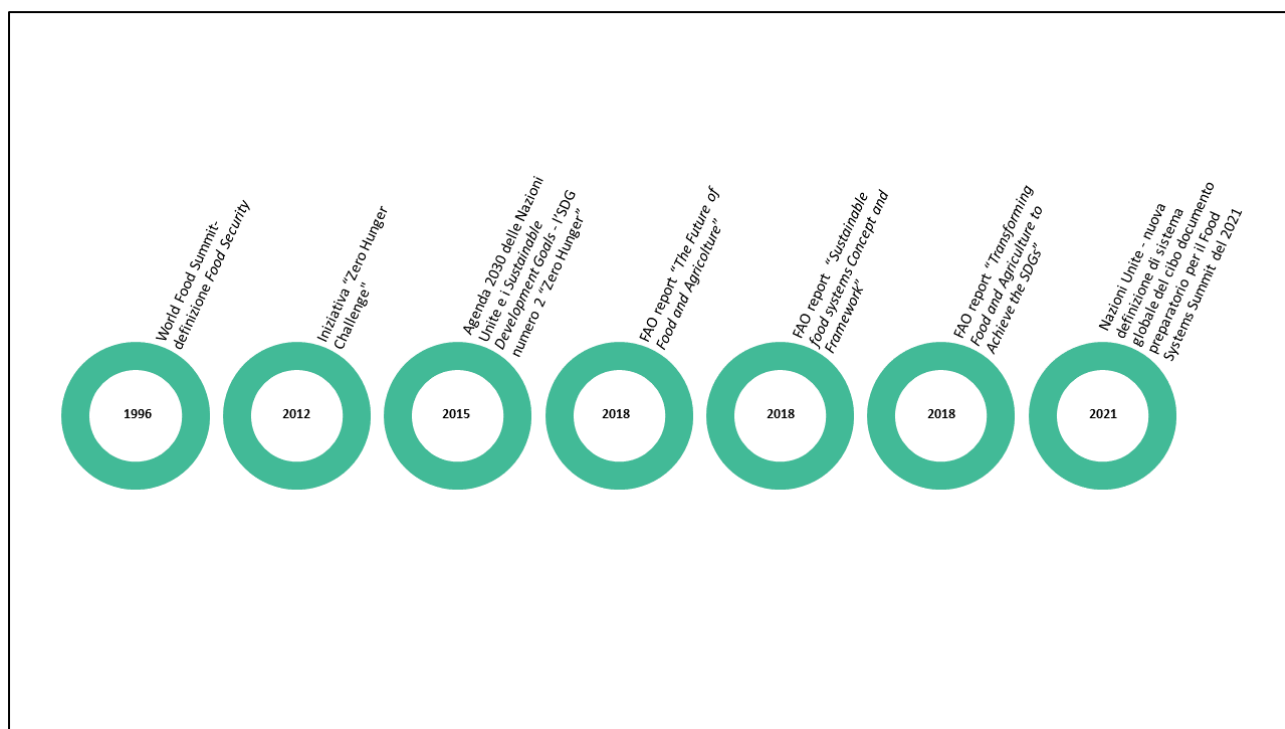 World Food Summit-
definizione Food Security
1996
Iniziativa "Zero Hunger
Challenge"
2012
Agenda 2030 delle Nazioni
Unite e i Sustainable
Development Goals - l'SDG
numero 2 "Zero Hunger"
2015
FAO report "The Future of
Food and Agricolture"
2018
FAO report "Sustainable
food systems Concept and
Framework"
2018
FAO report "Transforming
Food and Agriculture to
Achieve the SDGs"
2018
Nazioni Unite - nuova
definizione di sistema
globale del cibo documento
preparatorio per il Food
Systems Summit del 2021
2021